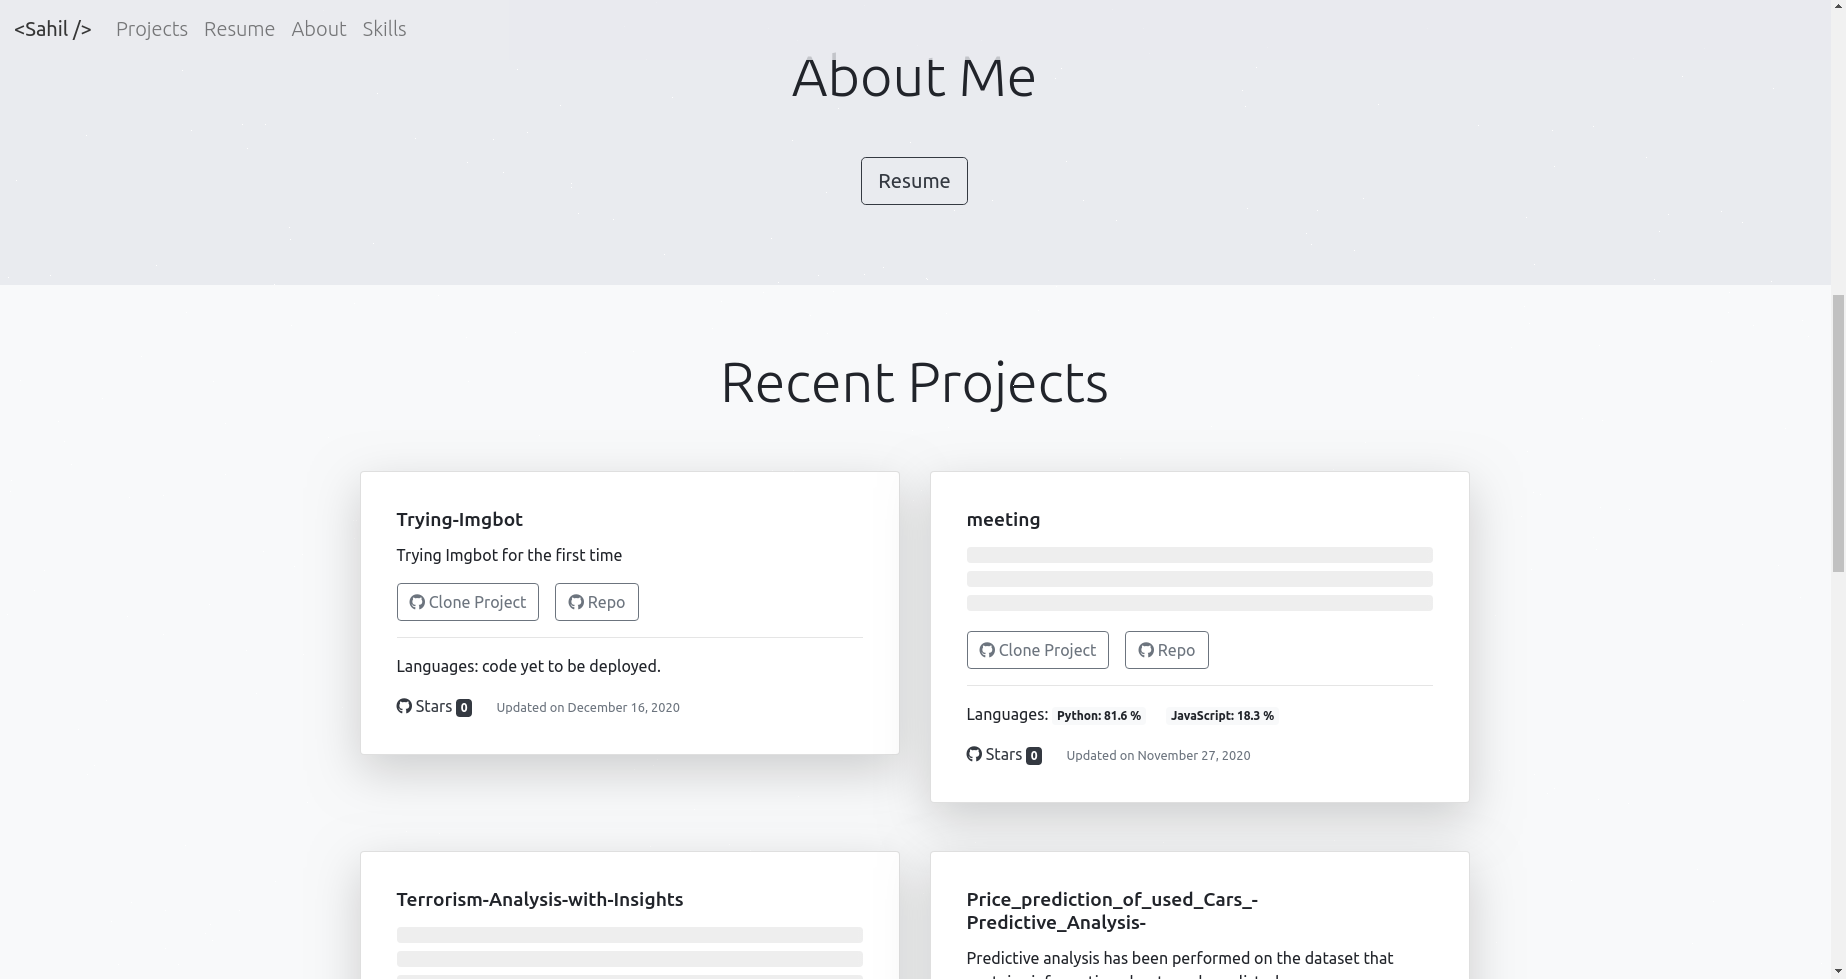 <Sahil /> Projects Resume About Skills
About Me
Resume
Recent Projects
Trying-Imgbot
Trying Imgbot for the first time
Clone Project Repo
Languages: code yet to be deployed.
Stars 0 Updated on December 16, 2020
meeting
Clone Project Repo
Languages: Python: 81.6 % JavaScript: 18.3 %
Stars 0 Updated on November 27, 2020
Terrorism-Analysis-with-Insights
Price_prediction_of_used_Cars_-
Predictive_Analysis-
Predictive analysis has been performed on the dataset that